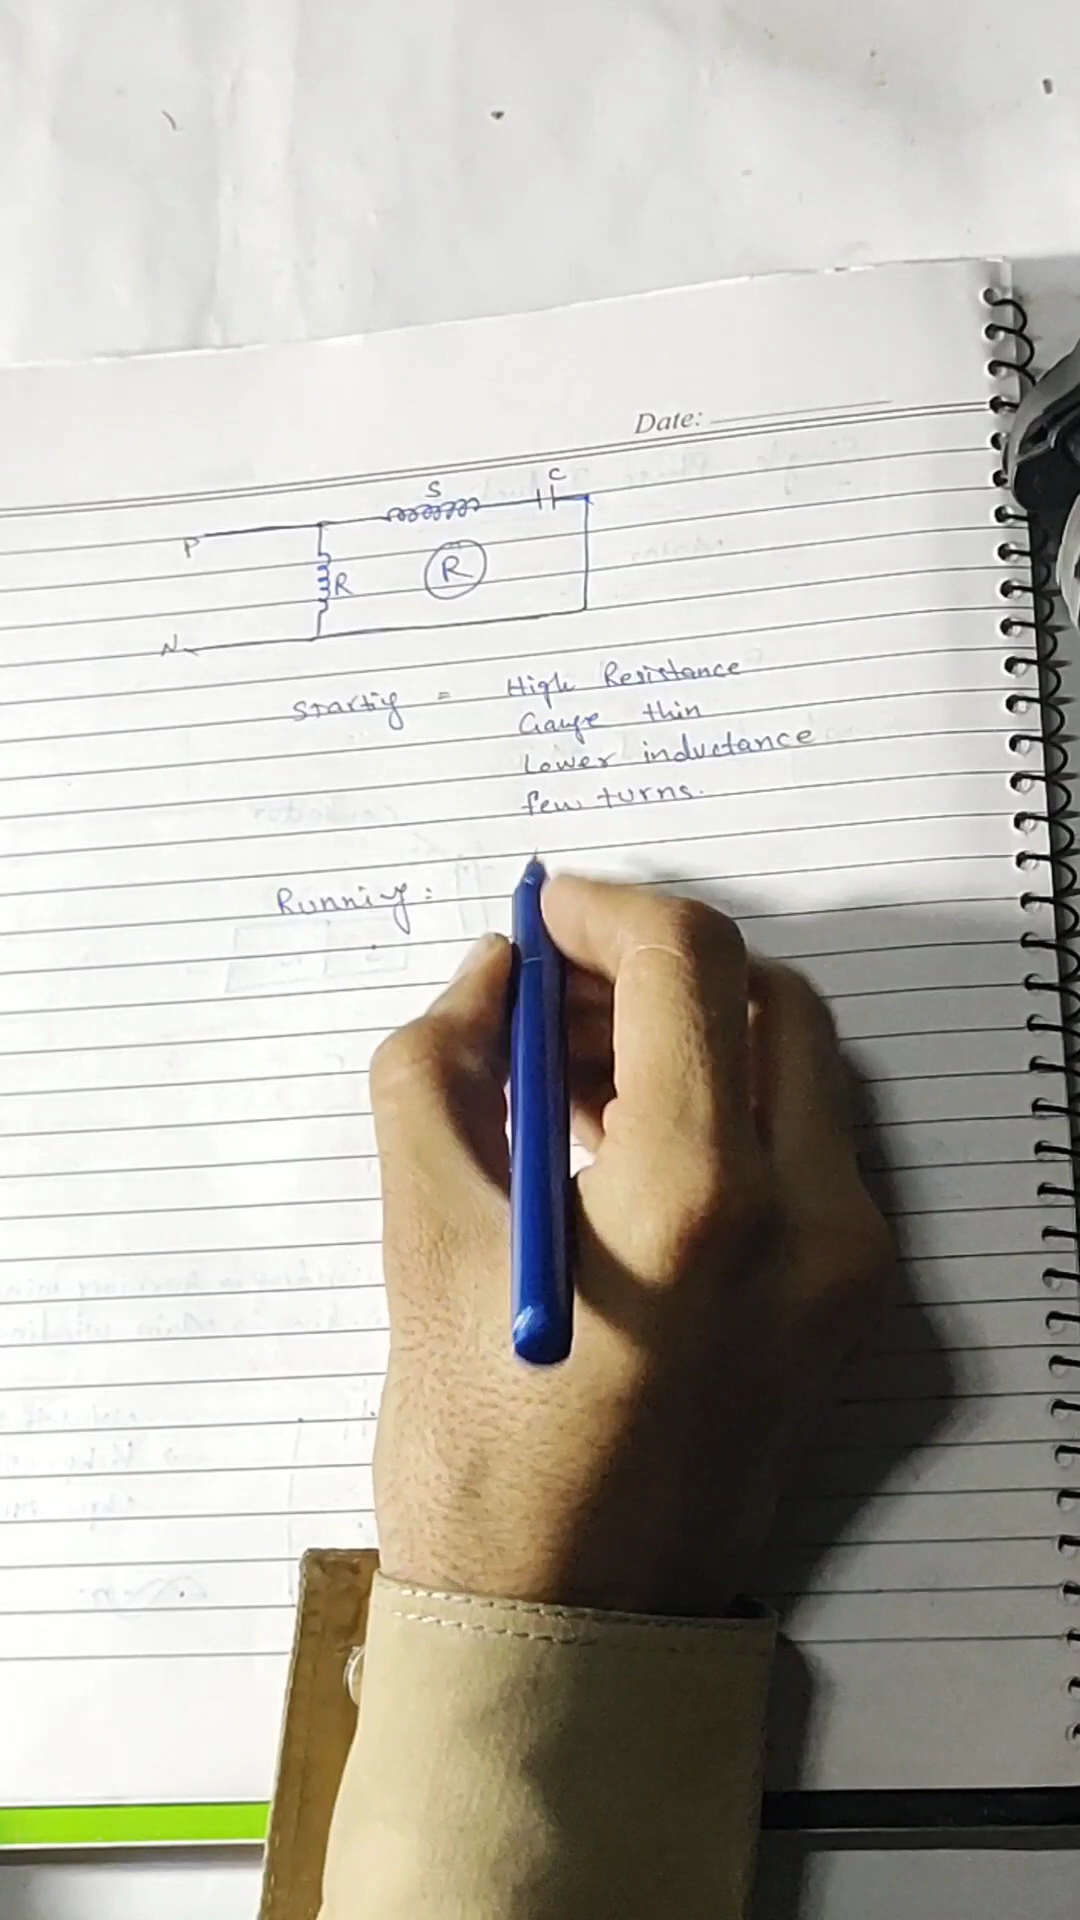 Date:
S
C
P
R
R
N
Starting = High Resistance
Gauge thin
Lower inductance
few turns.
Running :